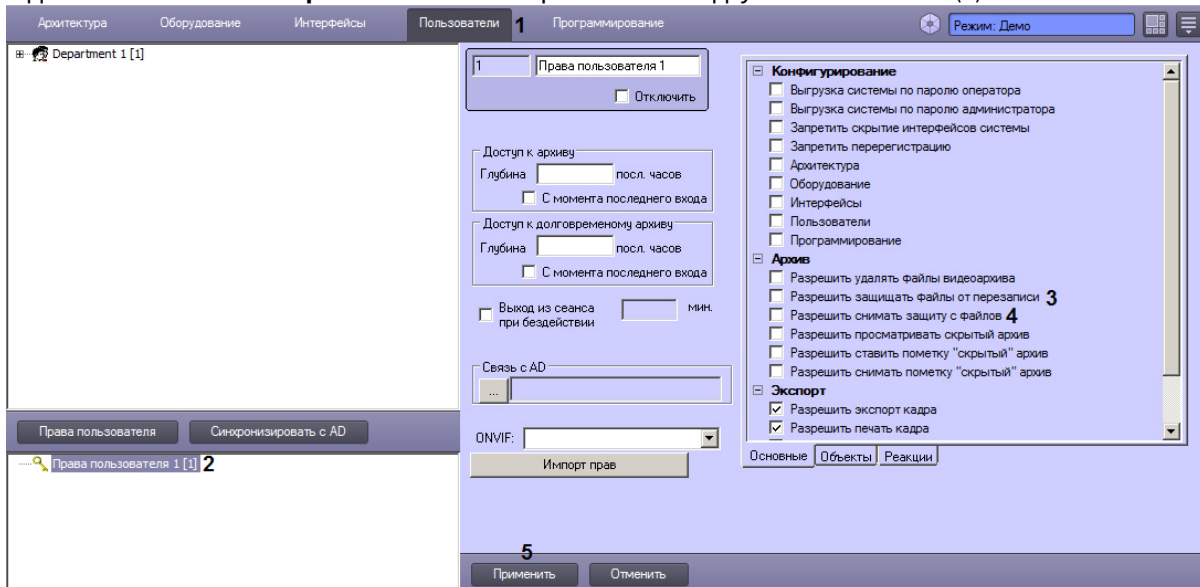 Архитектура Оборудование Интерфейсы Пользователи 1 Программирование Режим: Демо
Department 1 [1]
1 Права пользователя 1
Отключить
Доступ к архиву
Глубина посл. часов
С момента последнего входа
Доступ к долговременому архиву
Глубина посл. часов
С момента последнего входа
Выход из сеанса
при бездействии
мин.
Связь с AD
...
ONVIF:
Импорт прав
Конфигурирование
Выгрузка системы по паролю оператора
Выгрузка системы по паролю администратора
Запретить скрытие интерфейсов системы
Запретить перерегистрацию
Архитектура
Оборудование
Интерфейсы
Пользователи
Программирование
Архив
Разрешить удалять файлы видеоархива
Разрешить защищать файлы от перезаписи 3
Разрешить снимать защиту с файлов 4
Разрешить просматривать скрытый архив
Разрешить ставить пометку "скрытый" архив
Разрешить снимать пометку "скрытый" архив
Экспорт
Разрешить экспорт кадра
Разрешить печать кадра
Основные Объекты Реакции
Права пользователя Синхронизировать с AD
Права пользователя 1 [1] 2
5
Применить Отменить